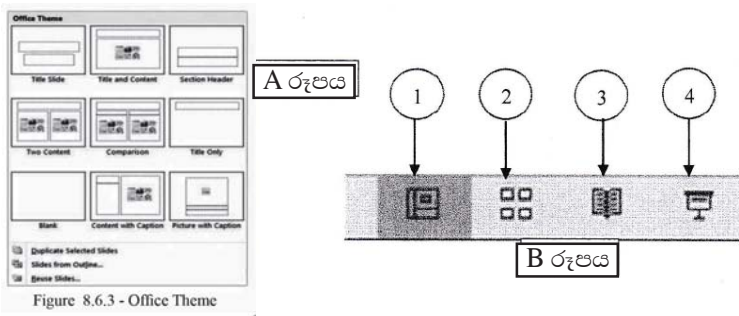 Office Theme
Title Slide Title and Content Section Header
Two Content Comparison Title Only
Blank Content with Caption Picture with Caption
Duplicate Selected Slides
Slides from Outline...
Reuse Slides...
Figure 8.6.3 - Office Theme
A රූපය
1 2 3 4
B රූපය